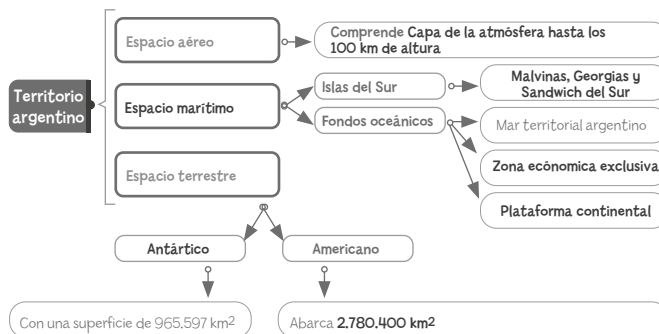 Territorio
argentino
Espacio aéreo
Comprende Capa de la atmósfera hasta los
100 km de altura
Espacio marítimo
Islas del Sur
Malvinas, Georgias y
Sandwich del Sur
Fondos oceánicos
Mar territorial argentino
Zona ecónomica exclusiva
Plataforma continental
Espacio terrestre
Antártico
Americano
Con una superficie de 965.597 km2
Abarca 2.780.400 km2